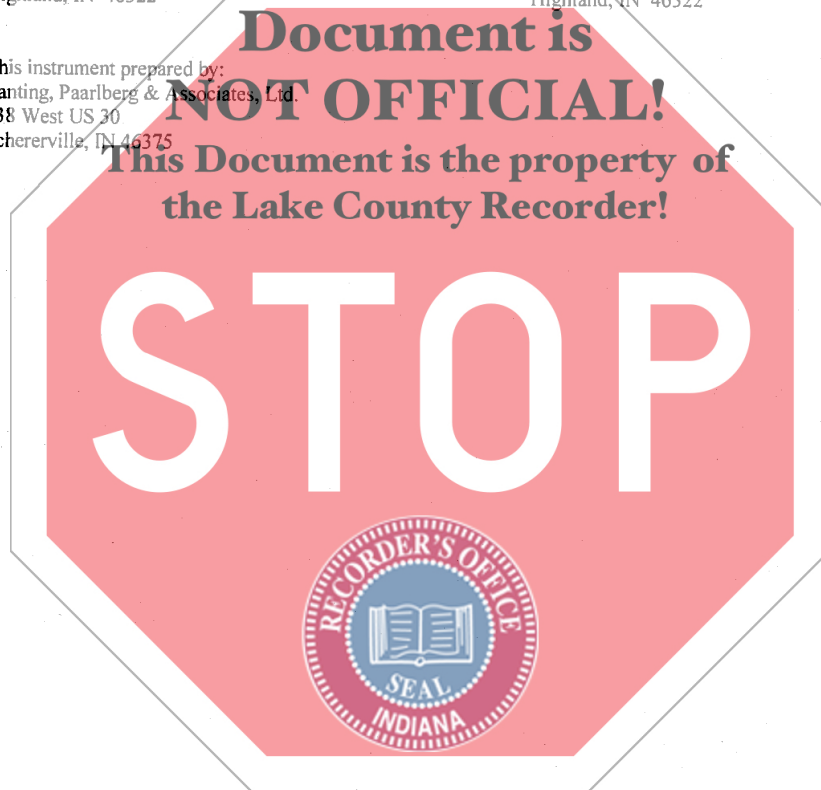 Highland, IN 46322
Document is
his instrument prepared by:
NOT OFFICIAL!
anting, Paarlberg & Associates, Ltd.
38 West US 30
chererville, IN 46375
This Document is the property of
the Lake County Recorder!
STOP
RECORDER'S OFFICE
SEAL
INDIANA